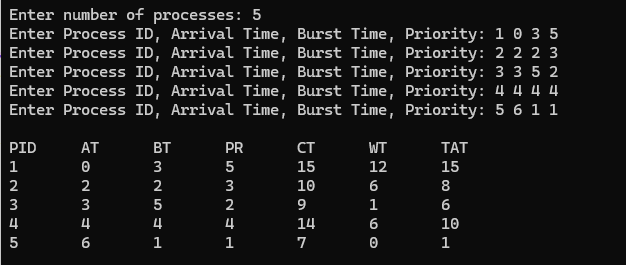 Enter number of processes: 5
Enter Process ID, Arrival Time, Burst Time, Priority: 1 0 3 5
Enter Process ID, Arrival Time, Burst Time, Priority: 2 2 2 3
Enter Process ID, Arrival Time, Burst Time, Priority: 3 3 5 2
Enter Process ID, Arrival Time, Burst Time, Priority: 4 4 4 4
Enter Process ID, Arrival Time, Burst Time, Priority: 5 6 1 1
PID AT BT PR CT WT TAT
1 0 3 5 15 12 15
2 2 2 3 10 6 8
3 3 5 2 9 1 6
4 4 4 4 14 6 10
5 6 1 1 7 0 1